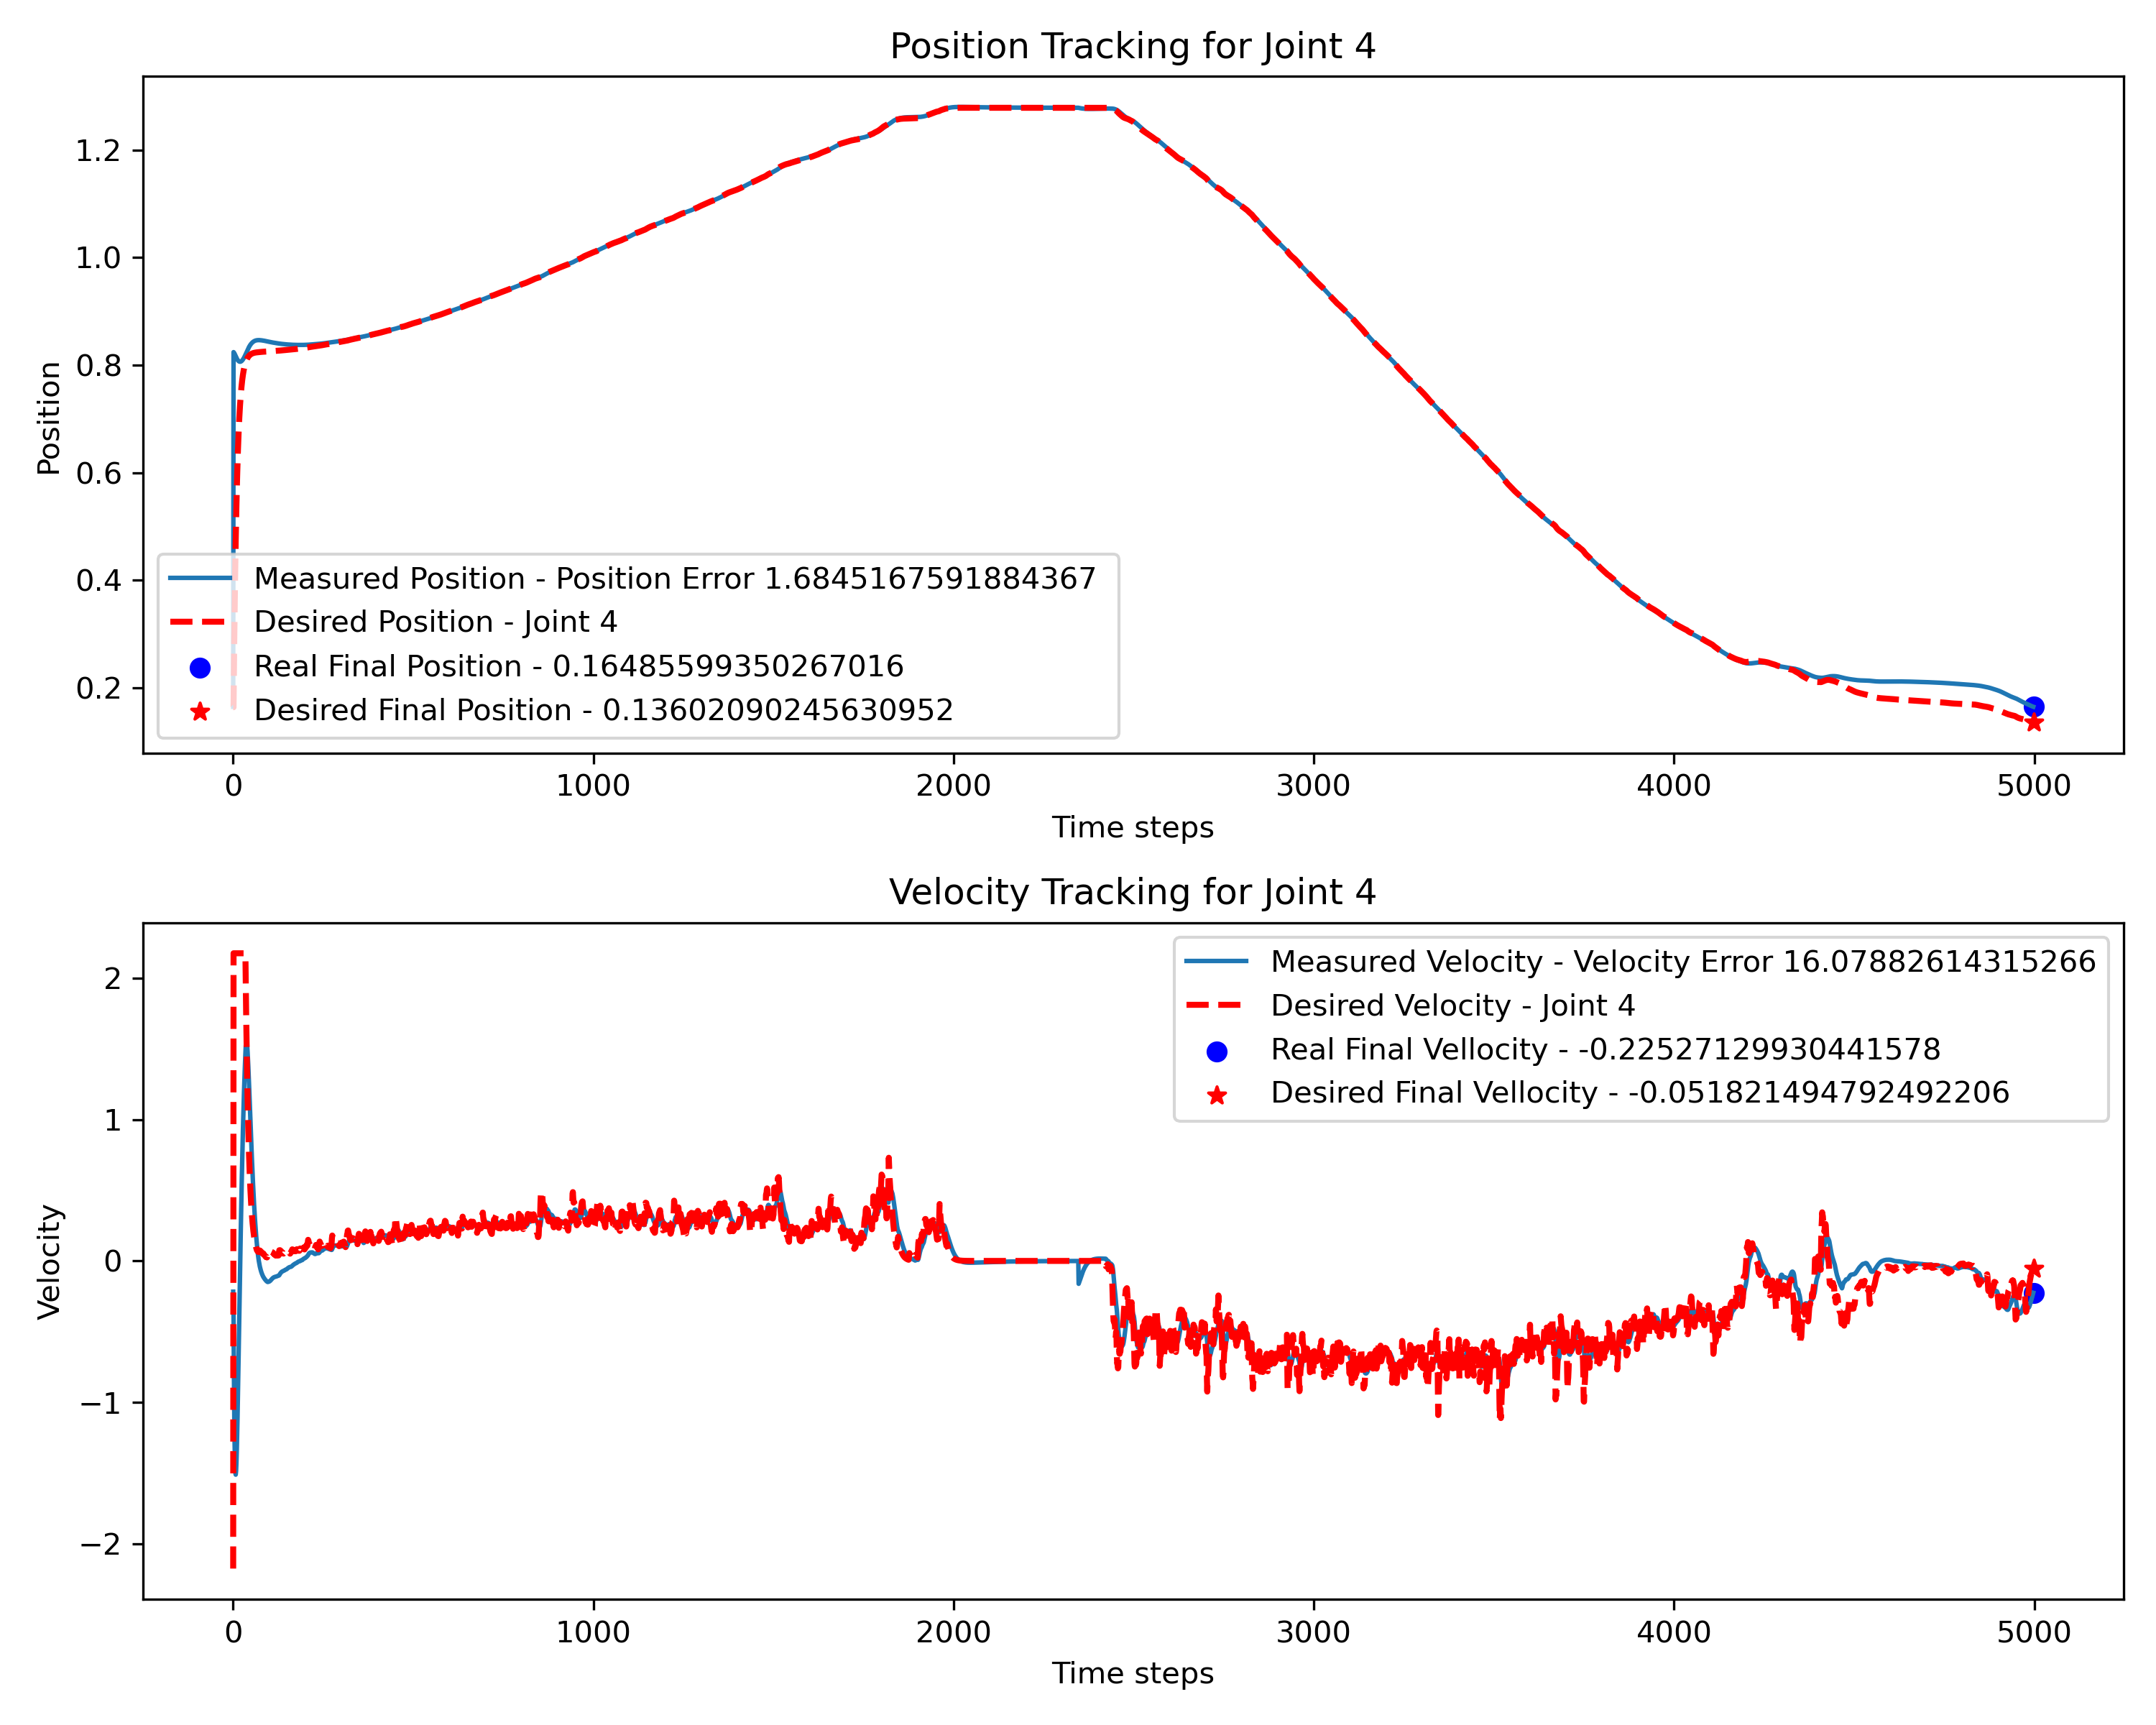 Position Tracking for Joint 4
Position
1.2
1.0
0.8
0.6
0.4
0.2
Measured Position - Position Error 1.6845167591884367
Desired Position - Joint 4
Real Final Position - 0.16485599350267016
Desired Final Position - 0.13602090245630952
0 1000 2000 3000 4000 5000
Time steps
Velocity Tracking for Joint 4
Velocity
2
1
0
−1
−2
Measured Velocity - Velocity Error 16.07882614315266
Desired Velocity - Joint 4
Real Final Vellocity - -0.22527129930441578
Desired Final Vellocity - -0.051821494792492206
0 1000 2000 3000 4000 5000
Time steps